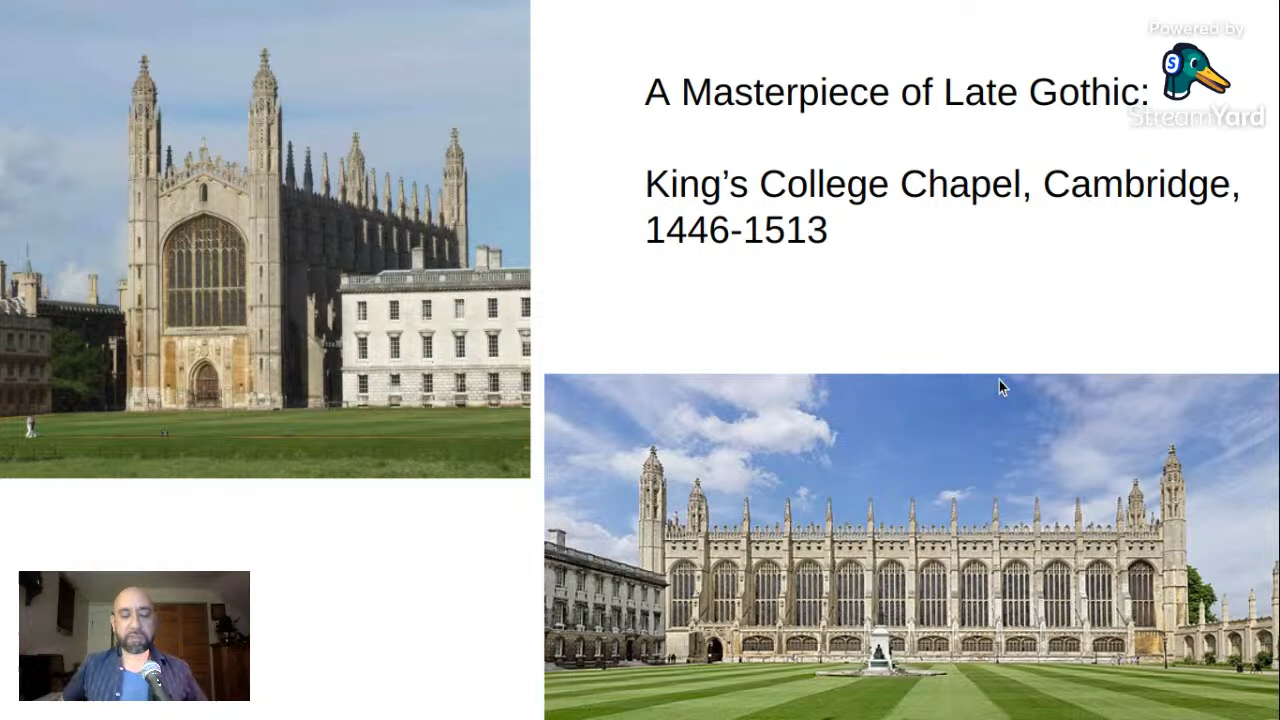 Powered by
S
StreamYard
A Masterpiece of Late Gothic:
King’s College Chapel, Cambridge,
1446-1513